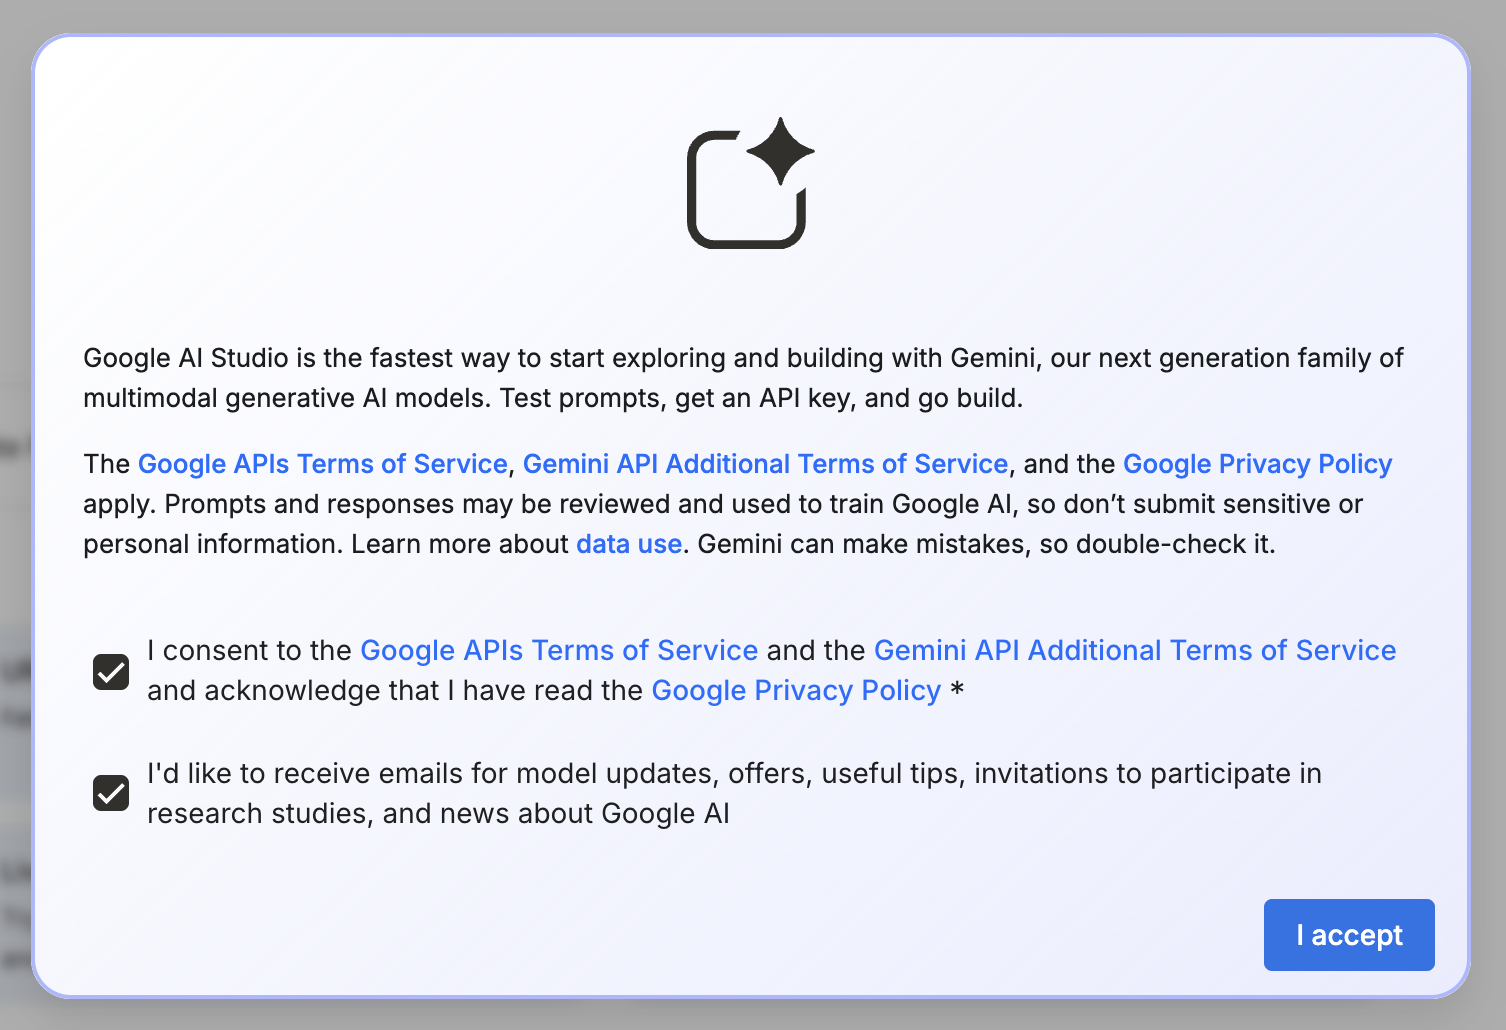 Google AI Studio is the fastest way to start exploring and building with Gemini, our next generation family of
multimodal generative AI models. Test prompts, get an API key, and go build.
The Google APIs Terms of Service, Gemini API Additional Terms of Service, and the Google Privacy Policy
apply. Prompts and responses may be reviewed and used to train Google AI, so don’t submit sensitive or
personal information. Learn more about data use. Gemini can make mistakes, so double-check it.
I consent to the Google APIs Terms of Service and the Gemini API Additional Terms of Service
and acknowledge that I have read the Google Privacy Policy *
I'd like to receive emails for model updates, offers, useful tips, invitations to participate in
research studies, and news about Google AI
I accept